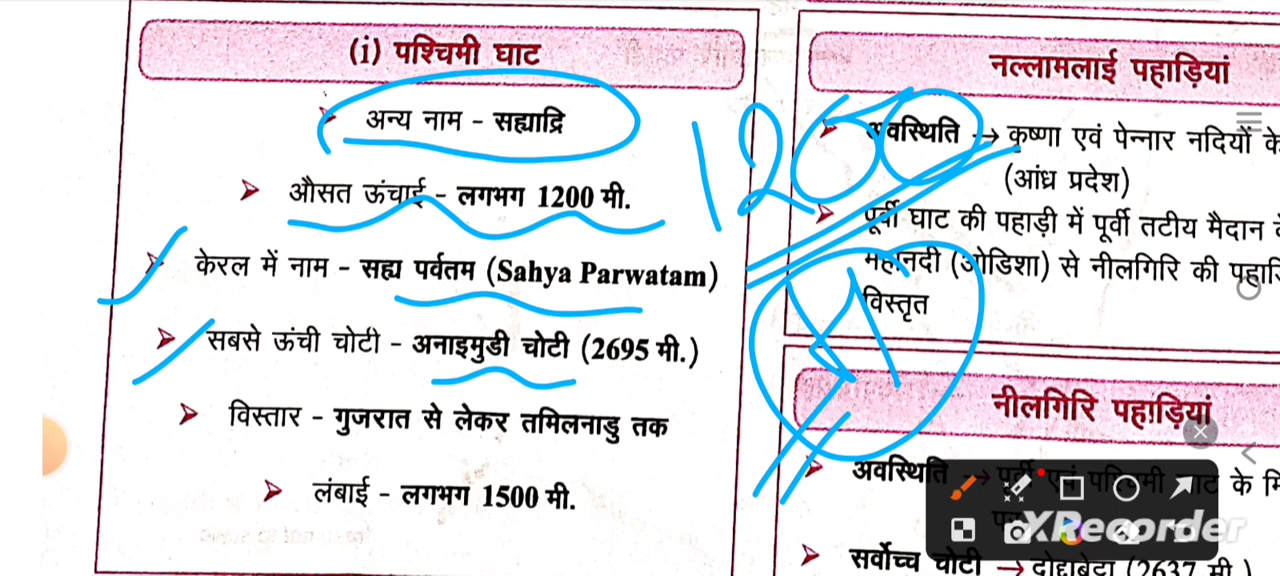 (i) पश्चिमी घाट
अन्य नाम - सह्याद्रि
औसत ऊंचाई - लगभग 1200 मी.
केरल में नाम - सह्य पर्वतम (Sahya Parwatam)
सबसे ऊंची चोटी - अनाइमुडी चोटी (2695 मी.)
विस्तार - गुजरात से लेकर तमिलनाडु तक
लंबाई - लगभग 1500 मी.
नल्लामलाई पहाड़ियां
अवस्थिति → कृष्णा एवं पेन्नार नदियों के
(आंध्र प्रदेश)
पूर्वी घाट की पहाड़ी में पूर्वी तटीय मैदान
महानदी (ओडिशा) से नीलगिरि की
विस्तृत
नीलगिरि पहाड़ियां
अवस्थिति → पूर्वी एवं पश्चिमी घाट के
सर्वोच्च चोटी → दोद्दाबेटा (2637 मी.)
XRecorder